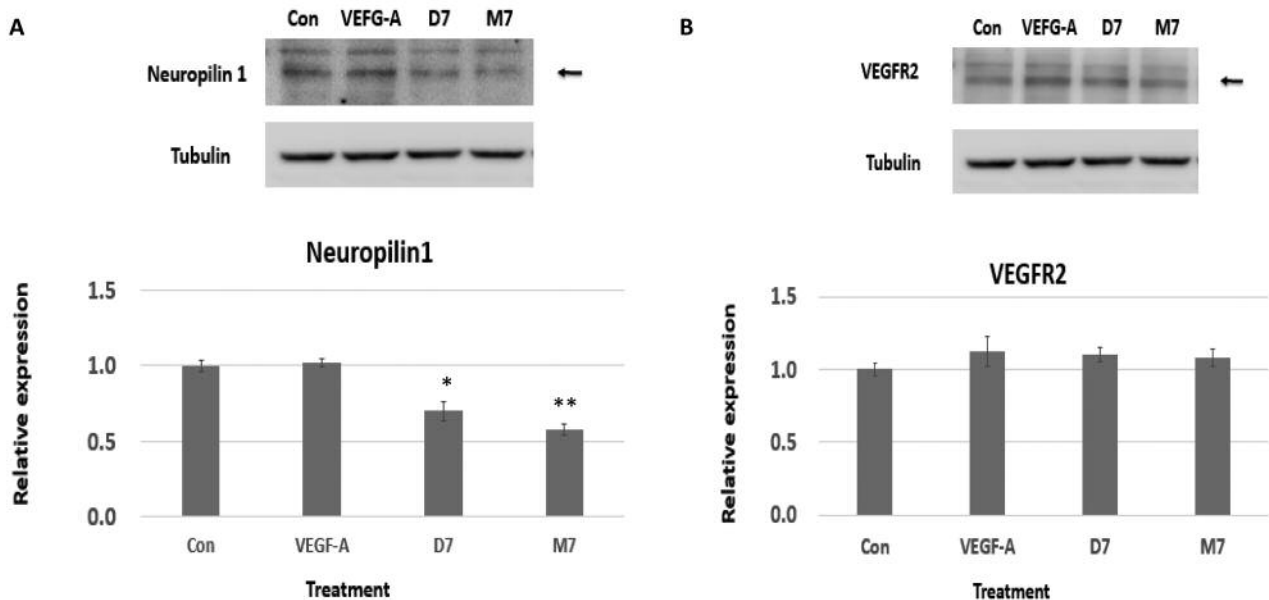 A
Con VEFG-A D7 M7
Neuropilin 1
Tubulin
Neuropilin1
Relative expression
1.5
1.0
0.5
0.0
*
**
Con VEGF-A D7 M7
Treatment
B
Con VEFG-A D7 M7
VEGFR2
Tubulin
VEGFR2
Relative expression
1.5
1.0
0.5
0.0
Con VEGF-A D7 M7
Treatment